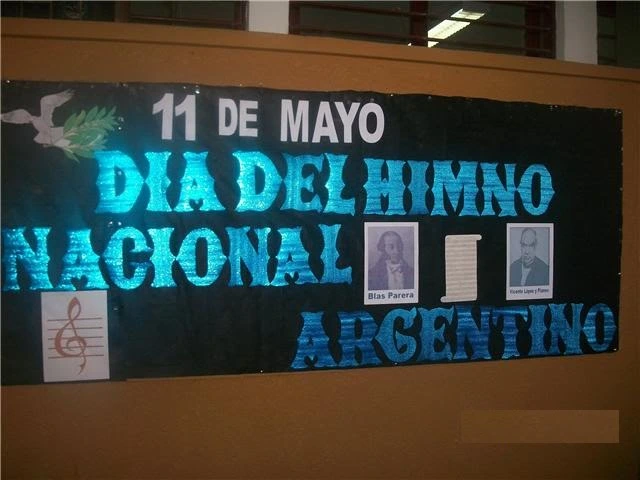 11 DE MAYO
DIA DEL HIMNO
NACIONAL
Blas Parera
Vicente López y Planes
ARGENTINO